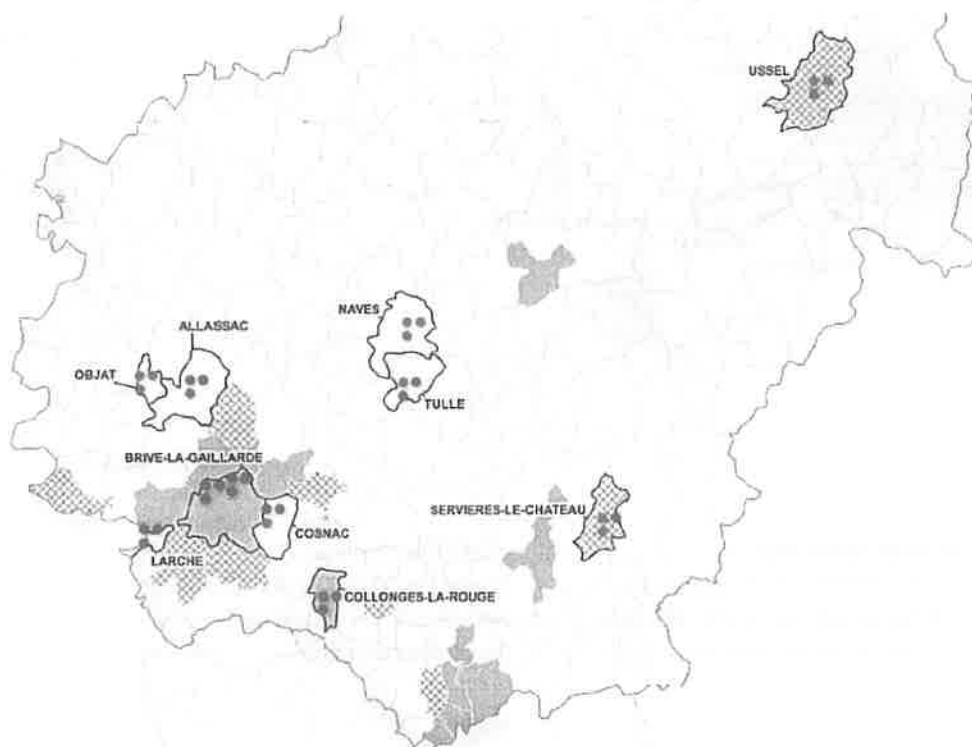 USSEL
NAVES
ALLASSAC
OBJAT
TULLE
BRIVE-LA-GAILLARDE
SERVIERES-LE-CHATEAU
COSNAC
LARCHE
COLLONGES-LA-ROUGE